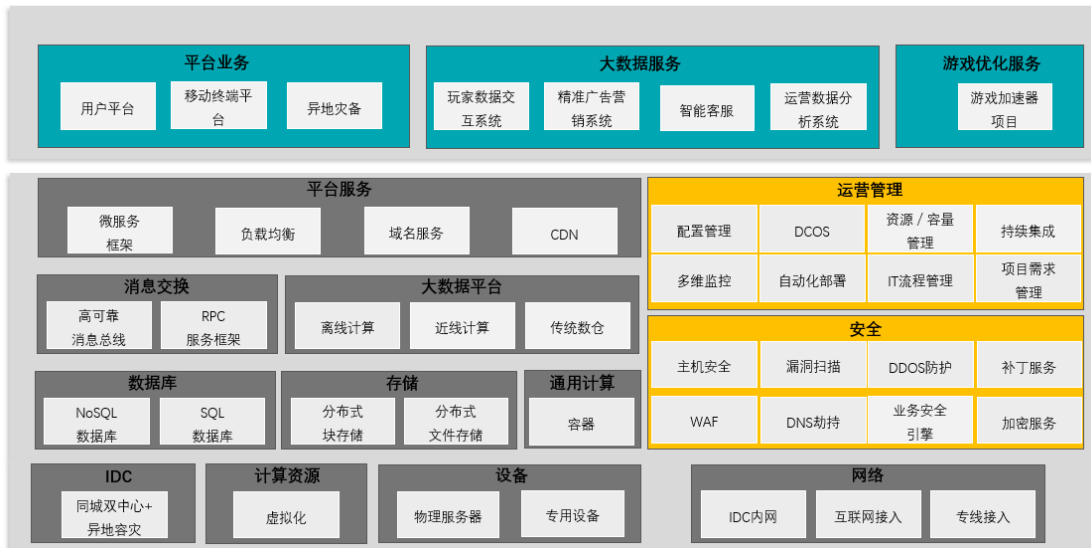 平台业务
用户平台
移动终端平
台
异地灾备
大数据服务
玩家数据交
互系统
精准广告营
销系统
智能客服
运营数据分
析系统
游戏优化服务
游戏加速器
项目
平台服务
微服务
框架
负载均衡
域名服务
CDN
运营管理
配置管理
DCOS
资源 / 容量
管理
持续集成
多维监控
自动化部署
IT流程管理
项目需求
管理
消息交换
高可靠
消息总线
RPC
服务框架
大数据平台
离线计算
近线计算
传统数仓
安全
主机安全
漏洞扫描
DDOS防护
补丁服务
WAF
DNS劫持
业务安全
引擎
加密服务
数据库
NoSQL
数据库
SQL
数据库
存储
分布式
块存储
分布式
文件存储
通用计算
容器
IDC
同城双中心+
异地容灾
计算资源
虚拟化
设备
物理服务器
专用设备
网络
IDC内网
互联网接入
专线接入